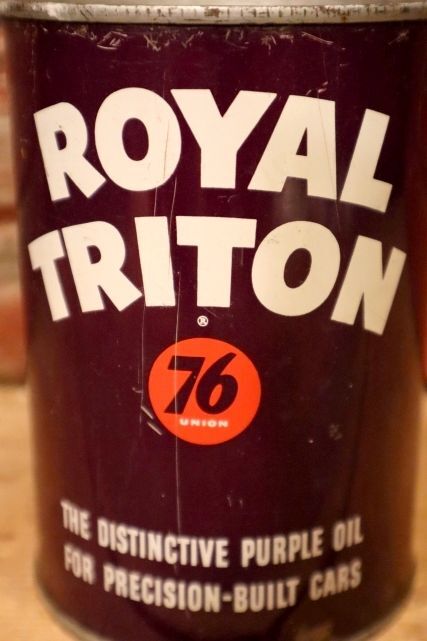 ROYAL
TRITON
®
76
UNION
THE DISTINCTIVE PURPLE OIL
FOR PRECISION-BUILT CARS